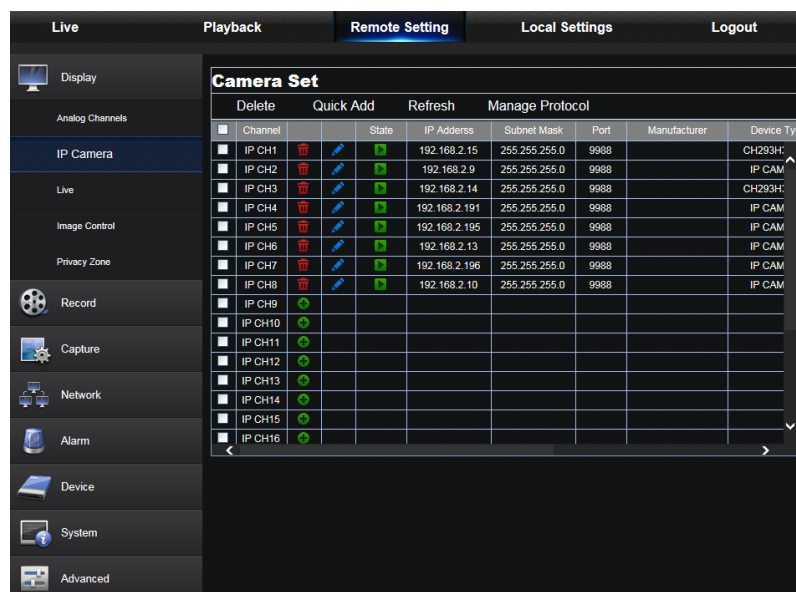 Live Playback Remote Setting Local Settings Logout
Display
Analog Channels
IP Camera
Live
Image Control
Privacy Zone
Record
Capture
Network
Alarm
Device
System
Advanced
Camera Set
Delete Quick Add Refresh Manage Protocol
Channel State IP Adderss Subnet Mask Port Manufacturer Device Ty
IP CH1 192.168.2.15 255.255.255.0 9988 CH293H
IP CH2 192.168.2.9 255.255.255.0 9988 IP CAM
IP CH3 192.168.2.14 255.255.255.0 9988 CH293H
IP CH4 192.168.2.191 255.255.255.0 9988 IP CAM
IP CH5 192.168.2.195 255.255.255.0 9988 IP CAM
IP CH6 192.168.2.13 255.255.255.0 9988 IP CAM
IP CH7 192.168.2.196 255.255.255.0 9988 IP CAM
IP CH8 192.168.2.10 255.255.255.0 9988 IP CAM
IP CH9
IP CH10
IP CH11
IP CH12
IP CH13
IP CH14
IP CH15
IP CH16